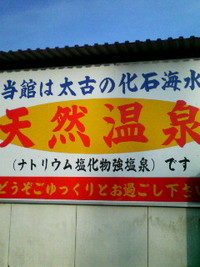 当館は太古の化石海水
天然温泉
(ナトリウム塩化物強塩泉)です
どうぞごゆっくりとお過ごし下さい